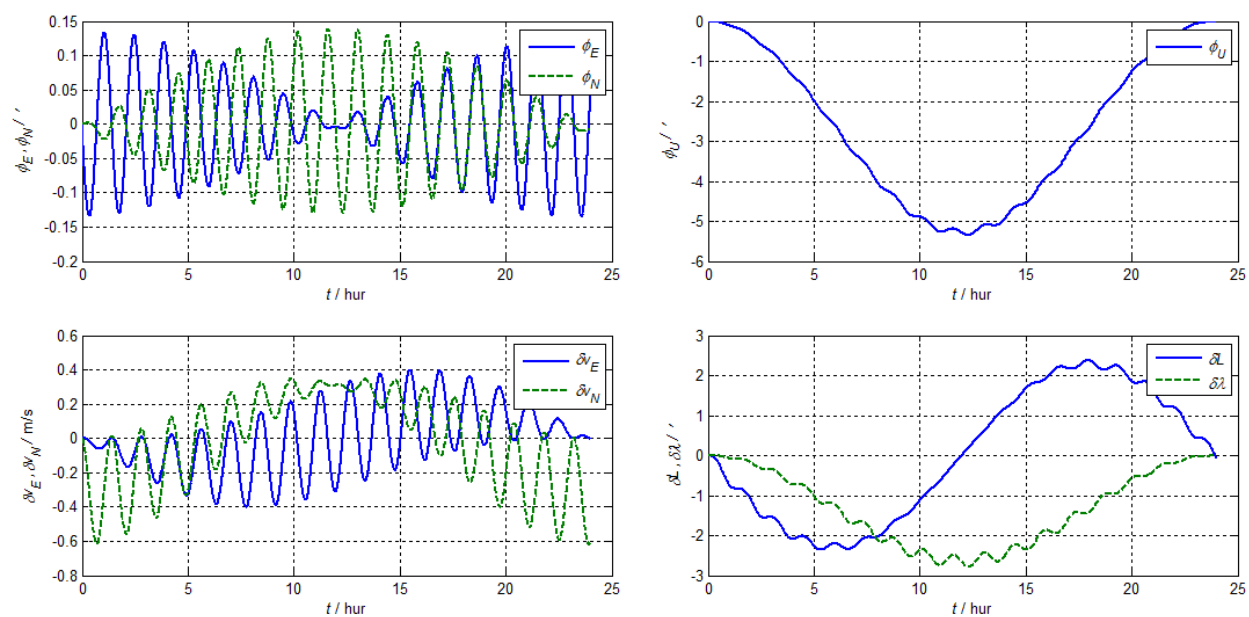 0.15
0.1
0.05
0
-0.05
-0.1
-0.15
-0.2
ϕE , ϕN / ′
ϕE
ϕN
0 5 10 15 20 25
t / hur
0
-1
-2
-3
-4
-5
-6
ϕU / ′
ϕU
0 5 10 15 20 25
t / hur
0.6
0.4
0.2
0
-0.2
-0.4
-0.6
-0.8
δvE , δvN / m/s
δvE
δvN
0 5 10 15 20 25
t / hur
3
2
1
0
-1
-2
-3
δL , δλ / ′
δL
δλ
0 5 10 15 20 25
t / hur